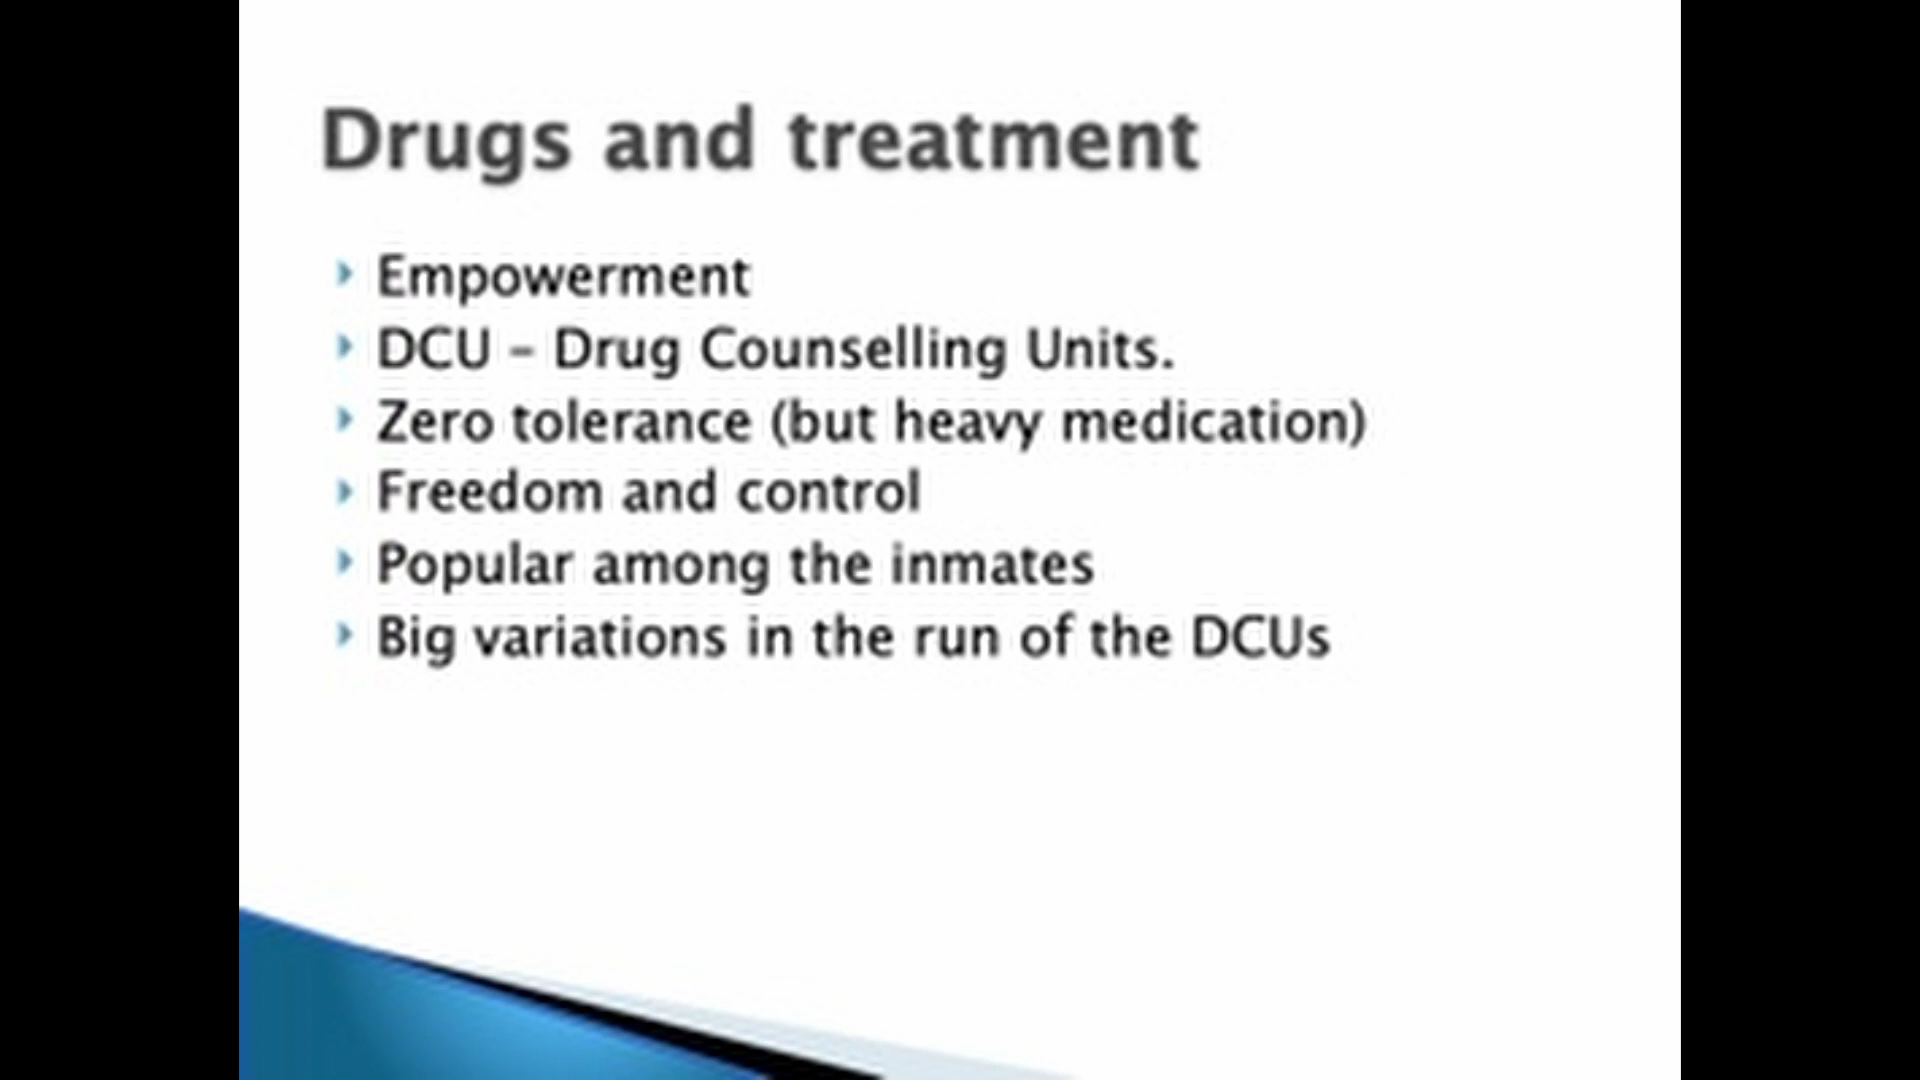 Drugs and treatment
Empowerment
DCU – Drug Counselling Units.
Zero tolerance (but heavy medication)
Freedom and control
Popular among the inmates
Big variations in the run of the DCUs